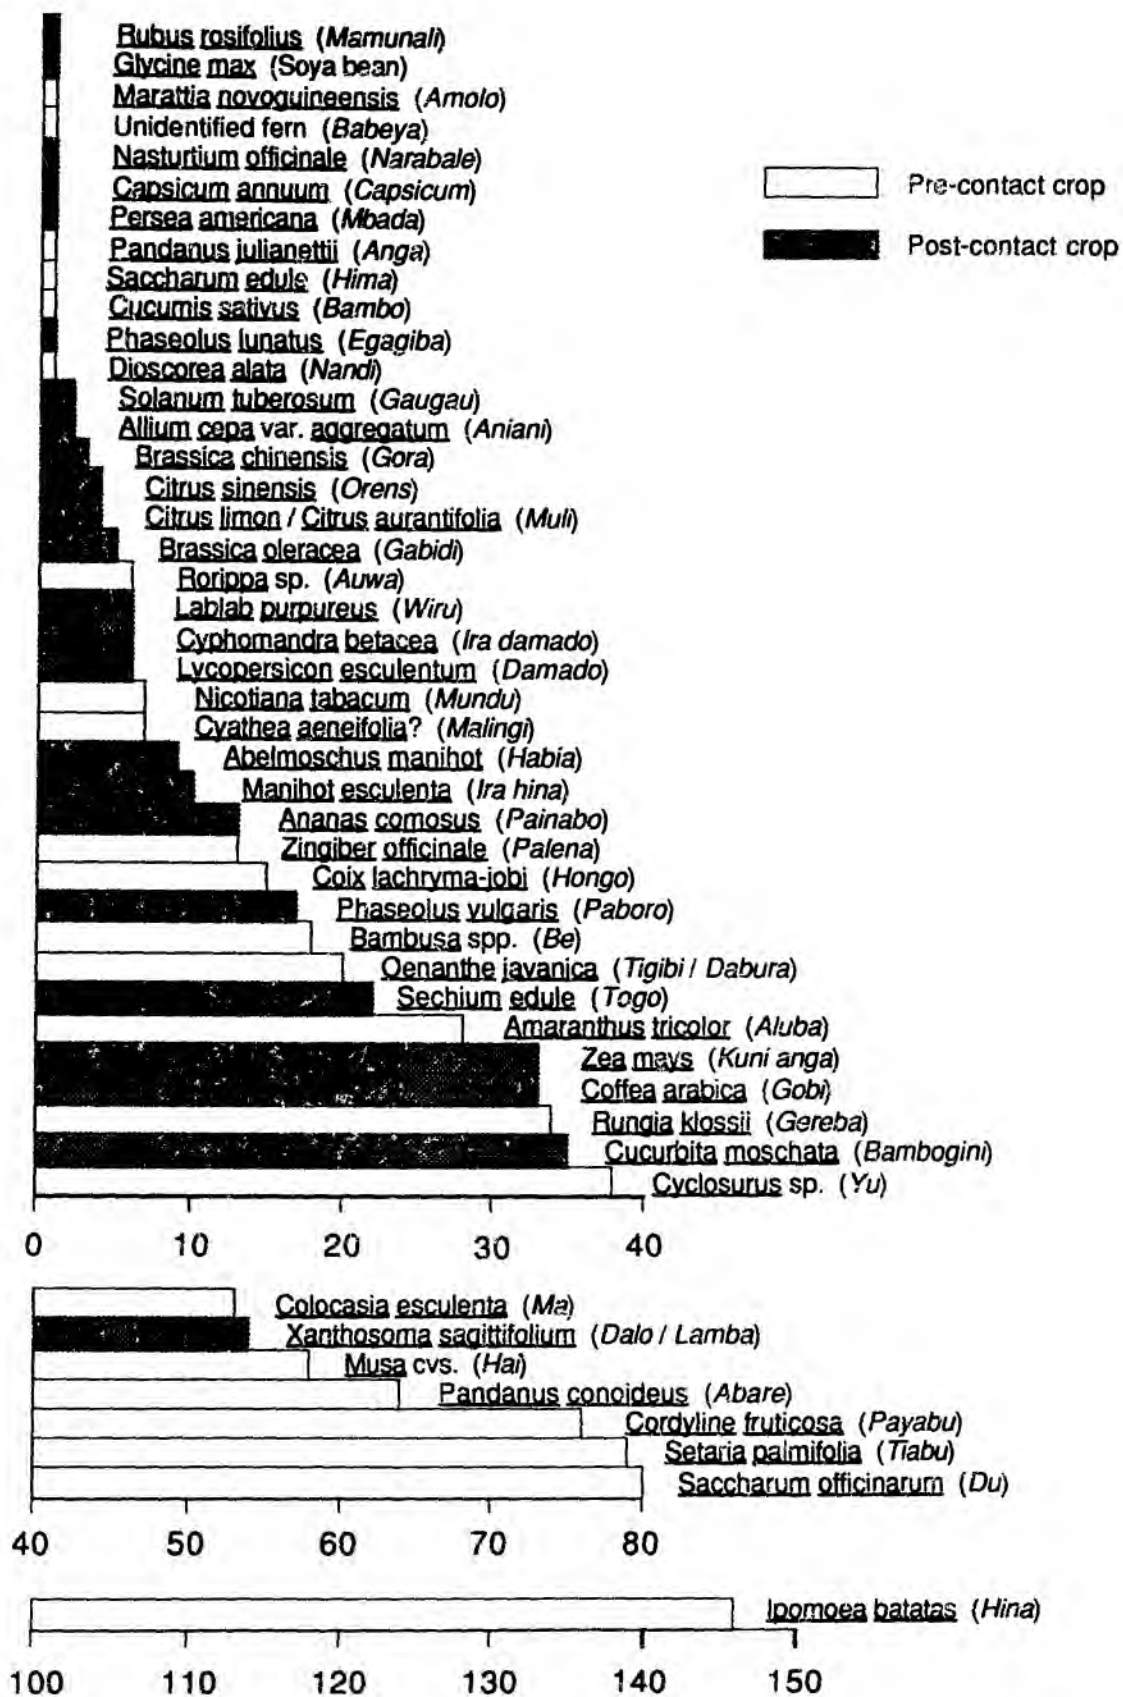 Rubus rosifolius (Mamunali)
Glycine max (Soya bean)
Marattia novoguineensis (Amolo)
Unidentified fern (Babeya)
Nasturtium officinale (Narabale)
Capsicum annuum (Capsicum)
Persea americana (Mbada)
Pandanus julianettii (Anga)
Saccharum edule (Hima)
Cucumis sativus (Bambo)
Phaseolus lunatus (Egagiba)
Dioscorea alata (Nandi)
Solanum tuberosum (Gaugau)
Allium cepa var. aggregatum (Aniani)
Brassica chinensis (Gora)
Citrus sinensis (Orens)
Citrus limon / Citrus aurantifolia (Muli)
Brassica oleracea (Gabidi)
Rorippa sp. (Auwa)
Lablab purpureus (Wiru)
Cyphomandra betacea (Ira damado)
Lycopersicon esculentum (Damado)
Nicotiana tabacum (Mundu)
Cyathea aeneifolia? (Malingi)
Abelmoschus manihot (Habia)
Manihot esculenta (Ira hina)
Ananas comosus (Painabo)
Zingiber officinale (Palena)
Coix lachryma-jobi (Hongo)
Phaseolus vulgaris (Paboro)
Bambusa spp. (Be)
Oenanthe javanica (Tigibi / Dabura)
Sechium edule (Togo)
Amaranthus tricolor (Aluba)
Zea mays (Kuni anga)
Coffea arabica (Gobi)
Rungia klossii (Gereba)
Cucurbita moschata (Bambogini)
Cyclosurus sp. (Yu)
0 10 20 30 40
Pre-contact crop
Post-contact crop
Colocasia esculenta (Ma)
Xanthosoma sagittifolium (Dalo / Lamba)
Musa cvs. (Hai)
Pandanus conoideus (Abare)
Cordyline fruticosa (Payabu)
Setaria palmifolia (Tiabu)
Saccharum officinarum (Du)
40 50 60 70 80
Ipomoea batatas (Hina)
100 110 120 130 140 150